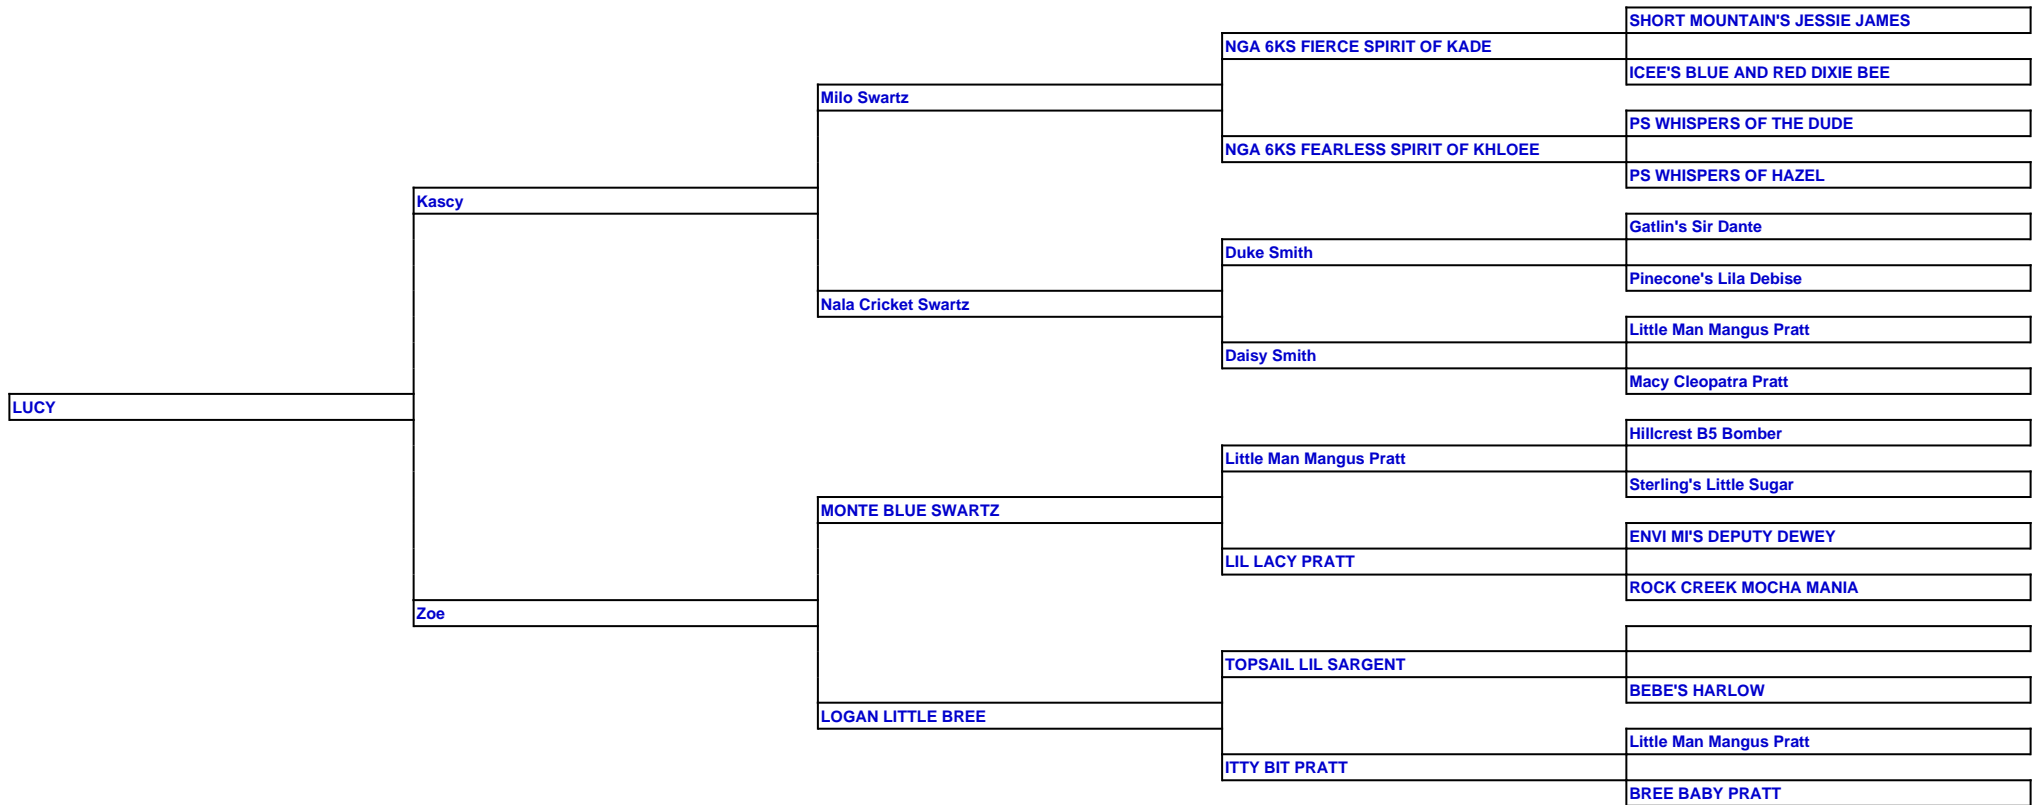 SHORT MOUNTAIN'S JESSIE JAMES
NGA 6KS FIERCE SPIRIT OF KADE
ICEE'S BLUE AND RED DIXIE BEE
Milo Swartz
PS WHISPERS OF THE DUDE
NGA 6KS FEARLESS SPIRIT OF KHLOEE
PS WHISPERS OF HAZEL
Kascy
Gatlin's Sir Dante
Duke Smith
Pinecone's Lila Debise
Nala Cricket Swartz
Little Man Mangus Pratt
Daisy Smith
Macy Cleopatra Pratt
LUCY
Hillcrest B5 Bomber
Little Man Mangus Pratt
Sterling's Little Sugar
MONTE BLUE SWARTZ
ENVI MI'S DEPUTY DEWEY
LIL LACY PRATT
ROCK CREEK MOCHA MANIA
Zoe
TOPSAIL LIL SARGENT
BEBE'S HARLOW
LOGAN LITTLE BREE
Little Man Mangus Pratt
ITTY BIT PRATT
BREE BABY PRATT